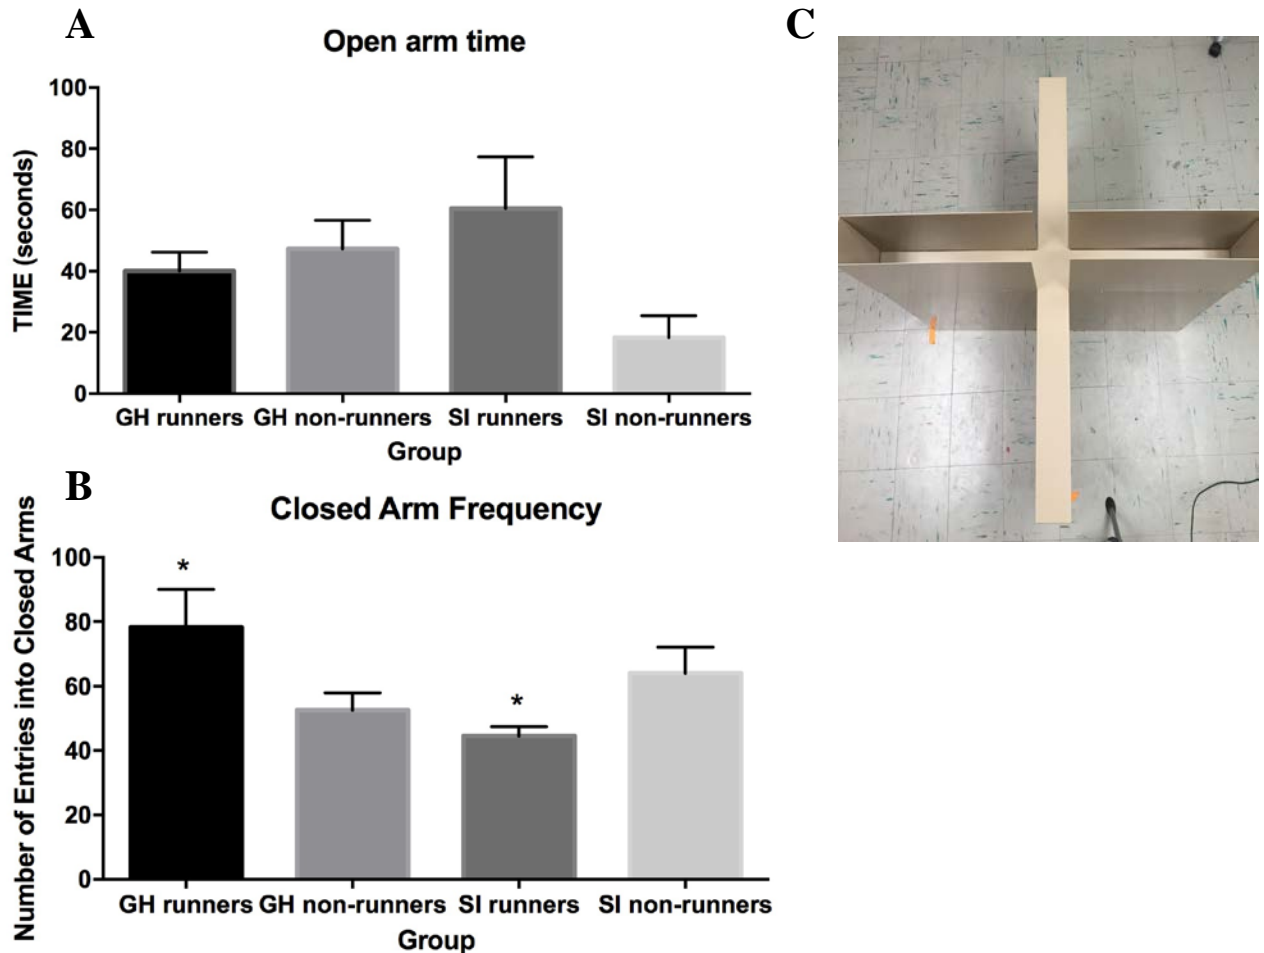 A
Open arm time
TIME (seconds)
100
80
60
40
20
0
GH runners GH non-runners SI runners SI non-runners
Group
B
Closed Arm Frequency
Number of Entries into Closed Arms
100
80
60
40
20
0
*
*
GH runners GH non-runners SI runners SI non-runners
Group
C